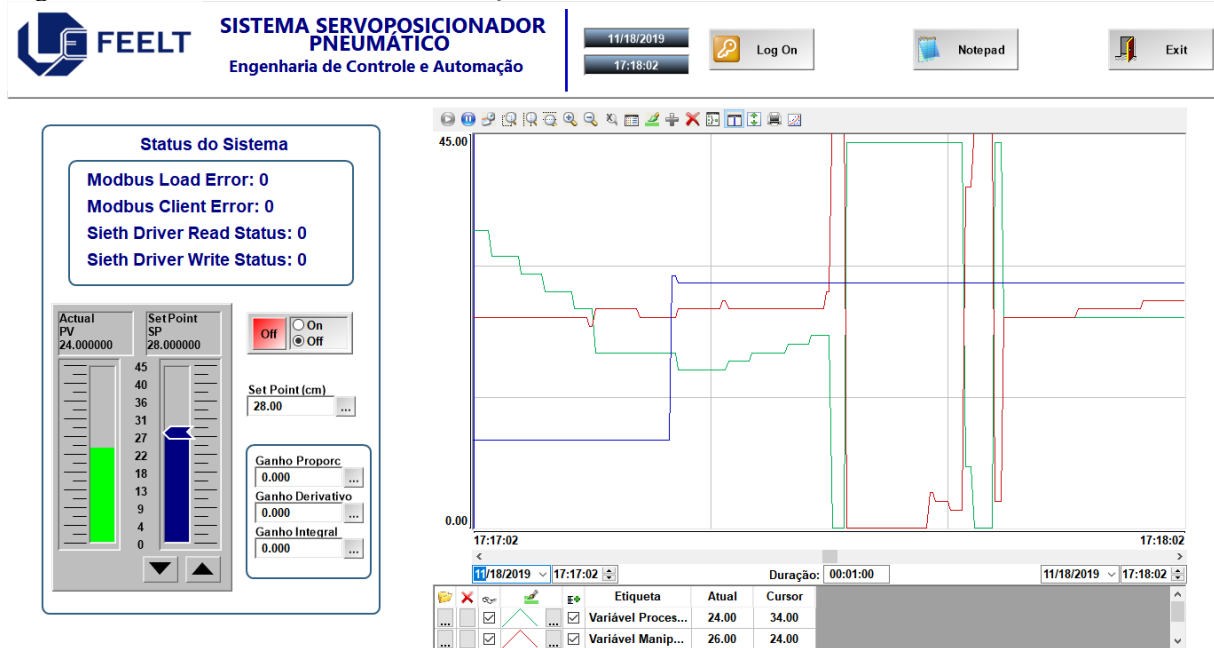 FEELT
SISTEMA SERVOPOSICIONADOR
PNEUMÁTICO
Engenharia de Controle e Automação
11/18/2019
17:18:02
Log On
Notepad
Exit
Status do Sistema
Modbus Load Error: 0
Modbus Client Error: 0
Sieth Driver Read Status: 0
Sieth Driver Write Status: 0
Actual
PV
24.000000
SetPoint
SP
28.000000
45
40
36
31
27
22
18
13
9
4
0
Off
On
Off
Set Point (cm)
28.00
...
Ganho Proporc
0.000
...
Ganho Derivativo
0.000
...
Ganho Integral
0.000
...
45.00
0.00
17:17:02
17:18:02
11/18/2019 17:17:02
Duração: 00:01:00
11/18/2019 17:18:02
Etiqueta Atual Cursor
... ... Variável Proces... 24.00 34.00
... ... Variável Manip... 26.00 24.00